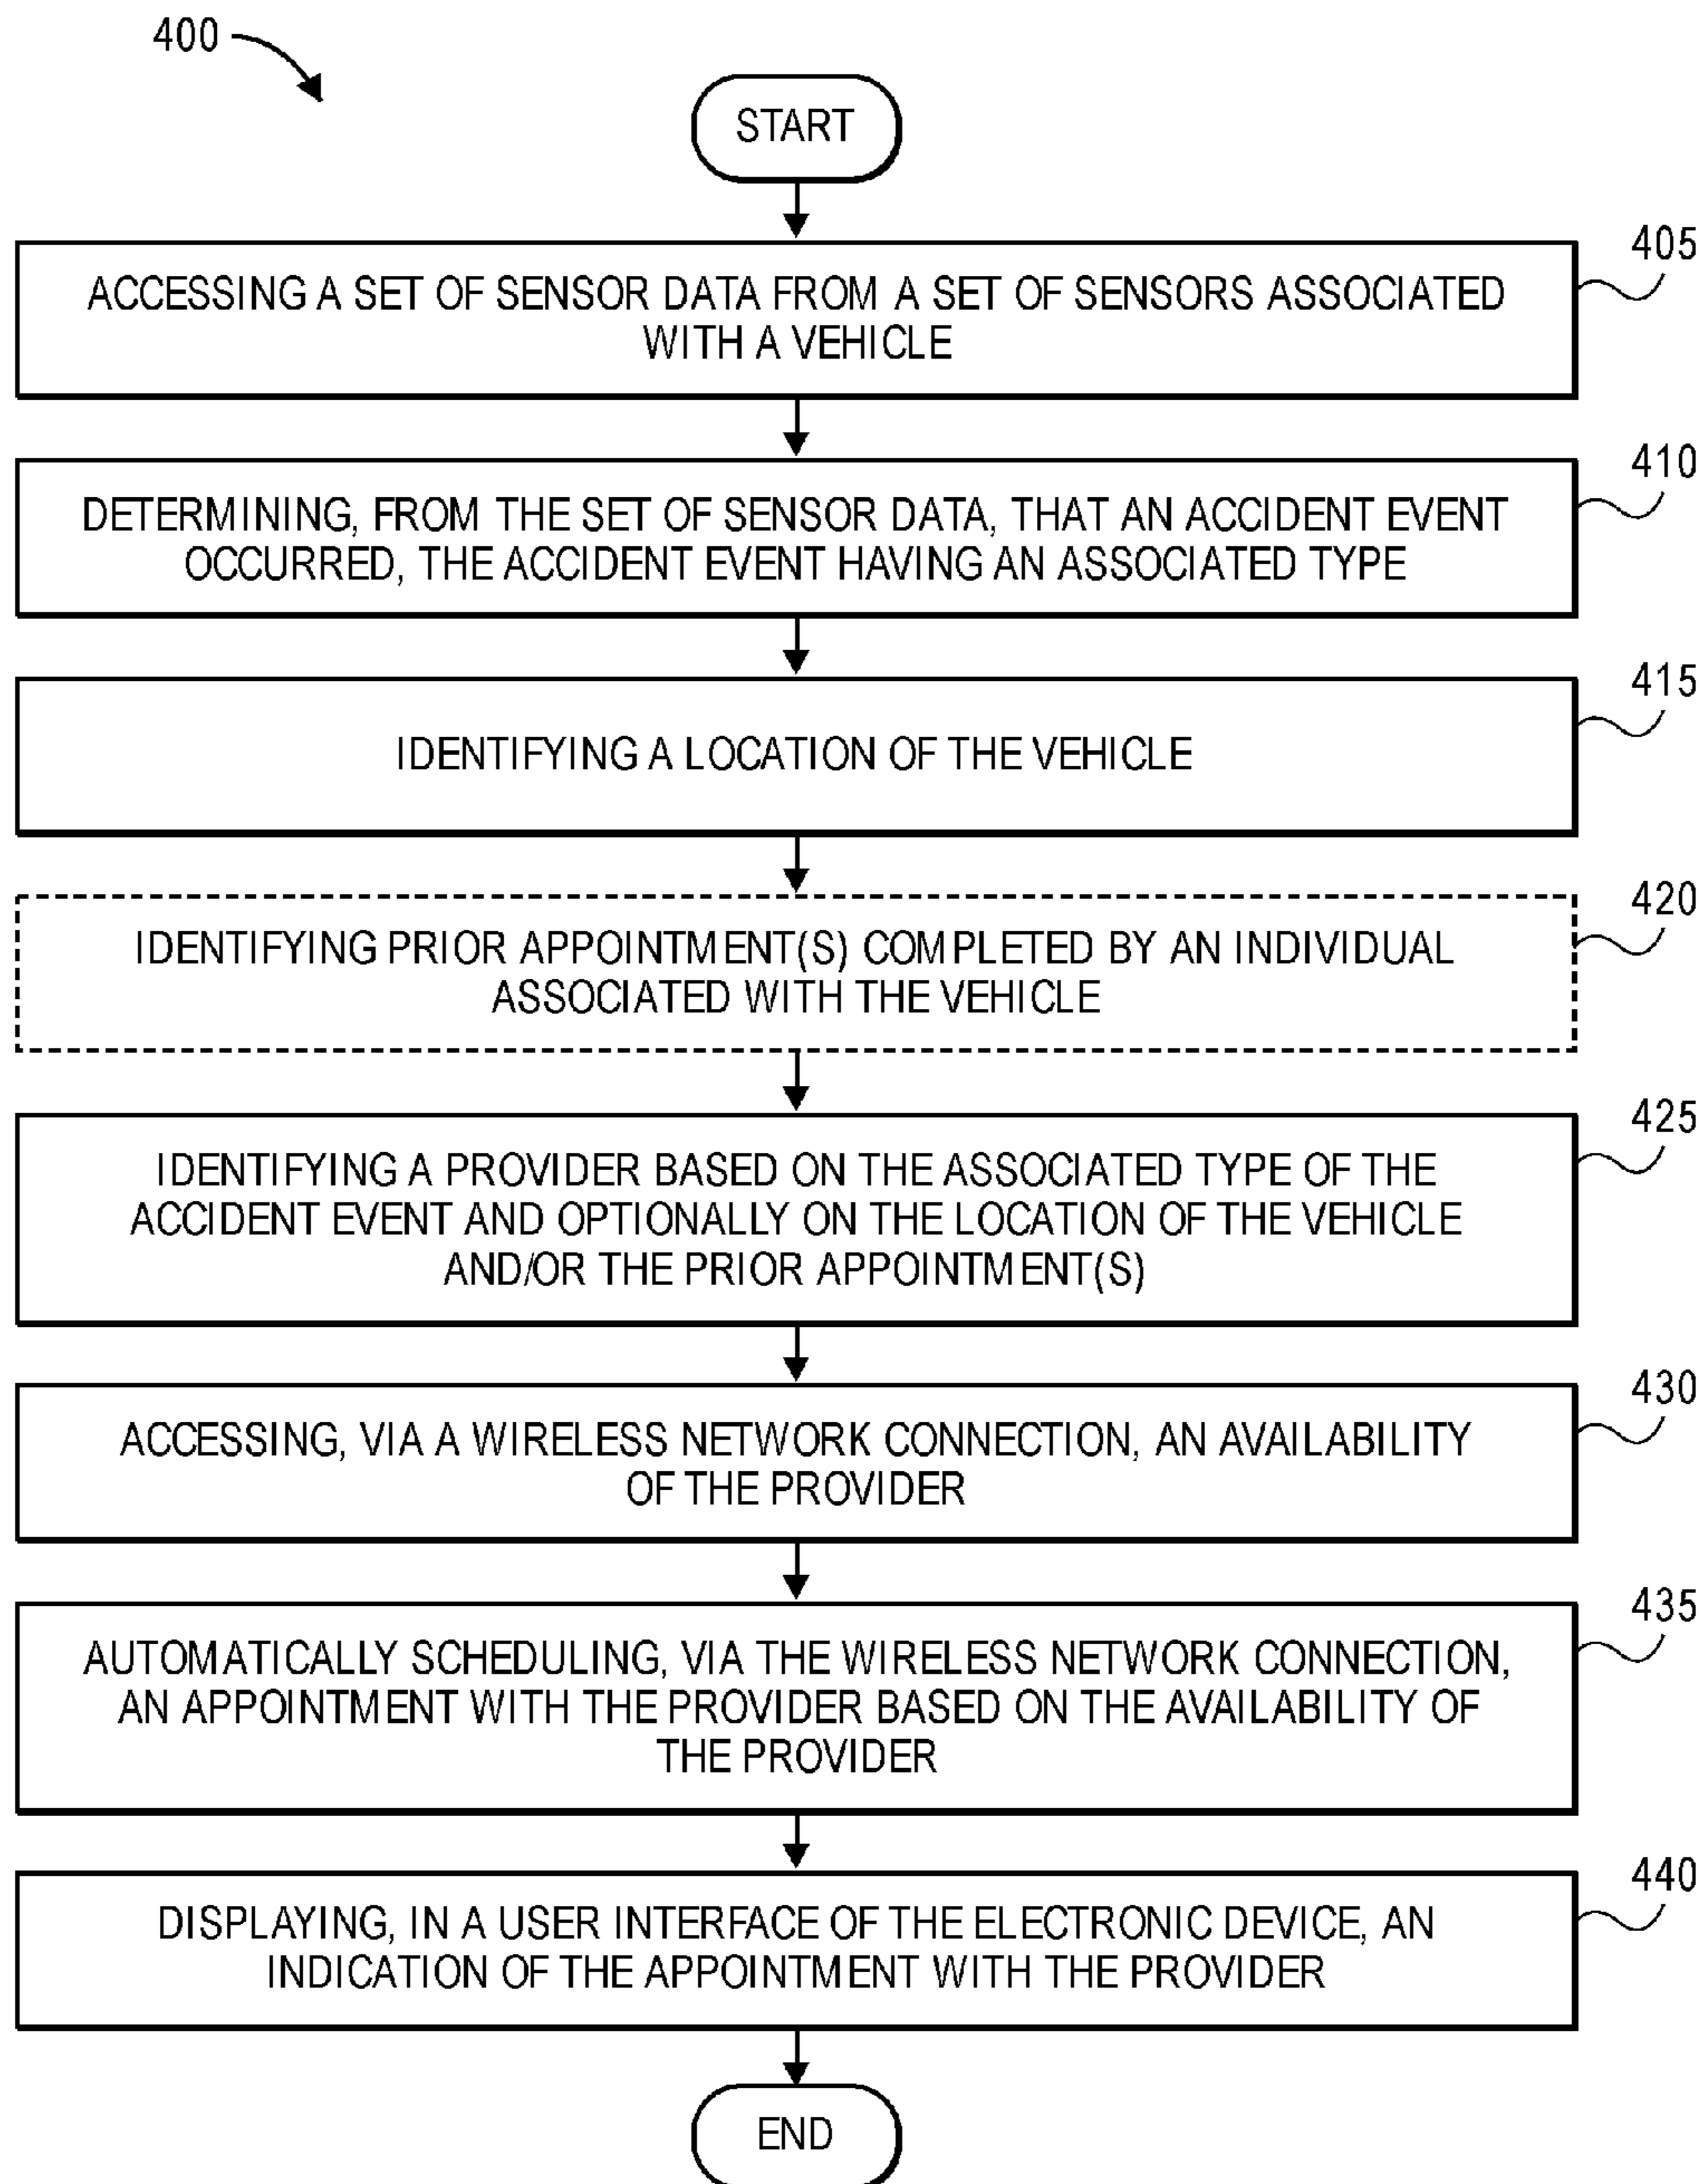 400
START
405
ACCESSING A SET OF SENSOR DATA FROM A SET OF SENSORS ASSOCIATED
WITH A VEHICLE
410
DETERMINING, FROM THE SET OF SENSOR DATA, THAT AN ACCIDENT EVENT
OCCURRED, THE ACCIDENT EVENT HAVING AN ASSOCIATED TYPE
415
IDENTIFYING A LOCATION OF THE VEHICLE
420
IDENTIFYING PRIOR APPOINTMENT(S) COMPLETED BY AN INDIVIDUAL
ASSOCIATED WITH THE VEHICLE
425
IDENTIFYING A PROVIDER BASED ON THE ASSOCIATED TYPE OF THE
ACCIDENT EVENT AND OPTIONALLY ON THE LOCATION OF THE VEHICLE
AND/OR THE PRIOR APPOINTMENT(S)
430
ACCESSING, VIA A WIRELESS NETWORK CONNECTION, AN AVAILABILITY
OF THE PROVIDER
435
AUTOMATICALLY SCHEDULING, VIA THE WIRELESS NETWORK CONNECTION,
AN APPOINTMENT WITH THE PROVIDER BASED ON THE AVAILABILITY OF
THE PROVIDER
440
DISPLAYING, IN A USER INTERFACE OF THE ELECTRONIC DEVICE, AN
INDICATION OF THE APPOINTMENT WITH THE PROVIDER
END